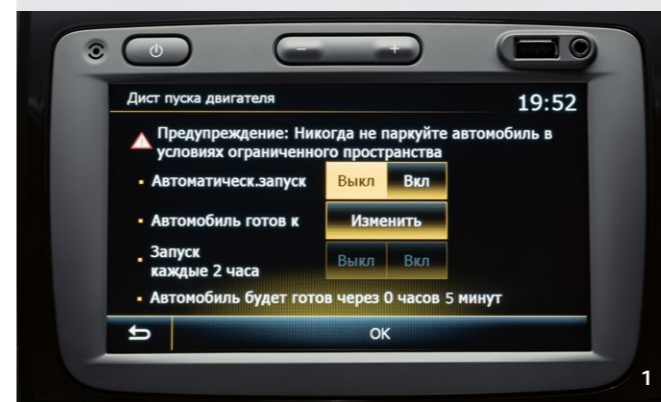 Дист пуска двигателя 19:52
Предупреждение: Никогда не паркуйте автомобиль в
условиях ограниченного пространства
Автоматическ.запуск Выкл Вкл
Автомобиль готов к Изменить
Запуск
каждые 2 часа Выкл Вкл
Автомобиль будет готов через 0 часов 5 минут
OK
1